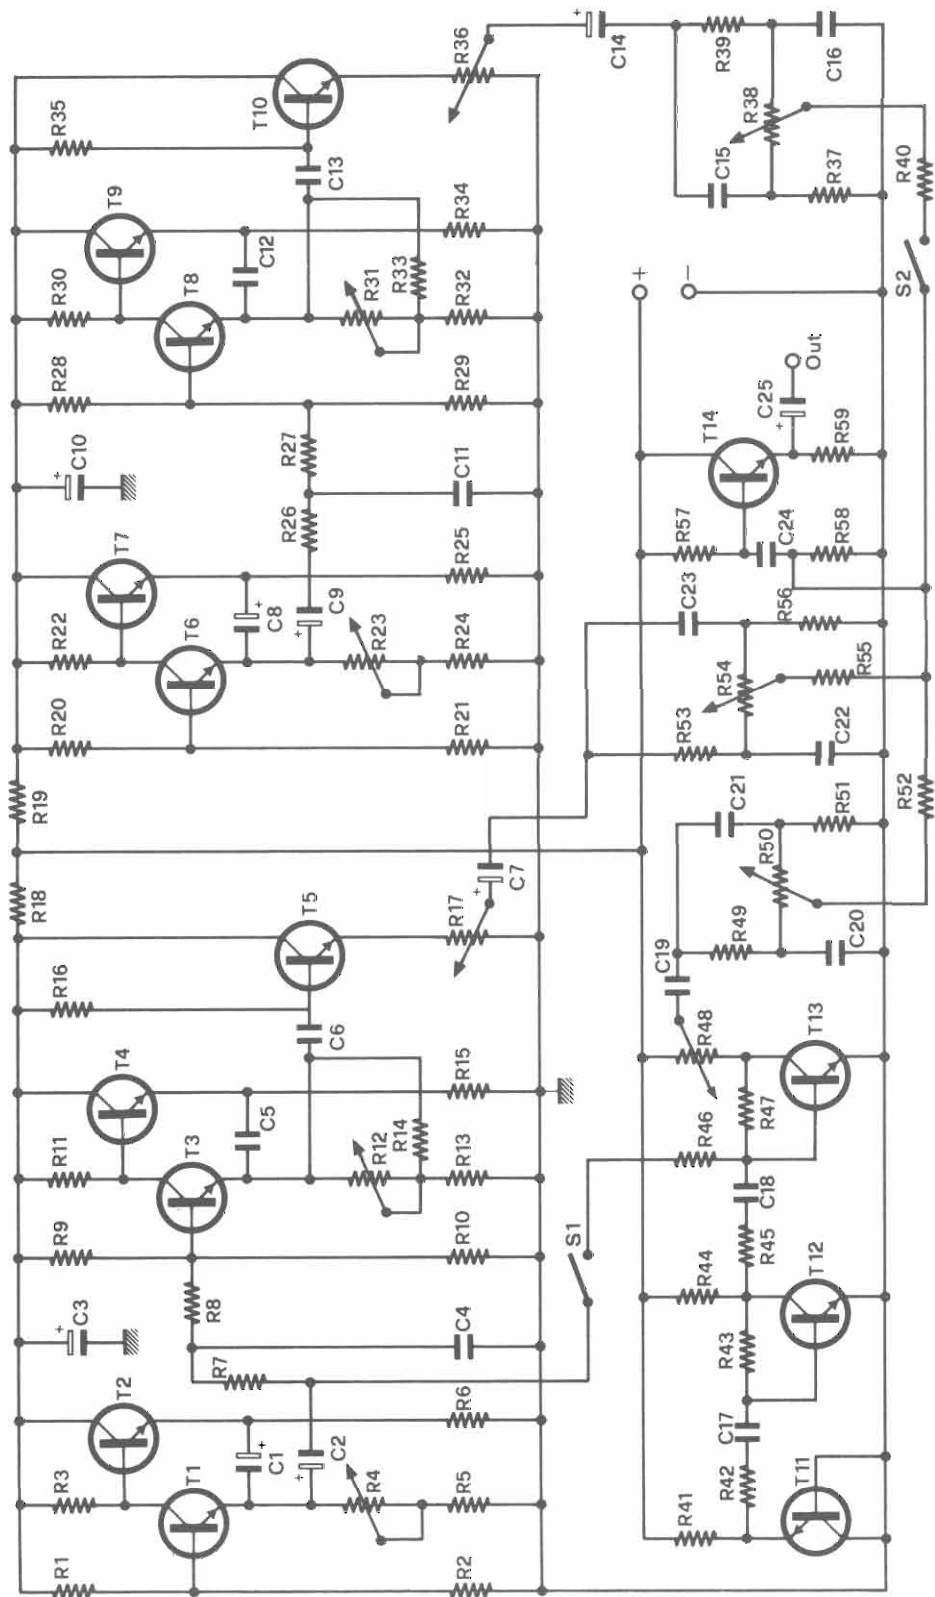 R1
R2
R3
T1
T2
R4
R5
C1
+
C2
+
R6
R7
R8
C3
+
C4
R9
R10
R11
T3
T4
R12
R13
R14
C5
R15
C6
R16
T5
R17
C7
+
R18
R19
R20
R21
R22
T6
T7
R23
R24
C8
+
C9
+
R25
R26
R27
C10
+
C11
R28
R29
R30
T8
T9
R31
R32
R33
C12
R34
C13
R35
T10
R36
S1
R41
R42
T11
C17
R43
R44
T12
R45
C18
R46
R47
R48
T13
C19
R49
C20
R50
C21
R51
R52
R53
C22
R54
R55
C23
R56
R57
R58
C24
T14
R59
C25
+
Out
+
−
S2
R40
R37
C15
R38
R39
C16
C14
+